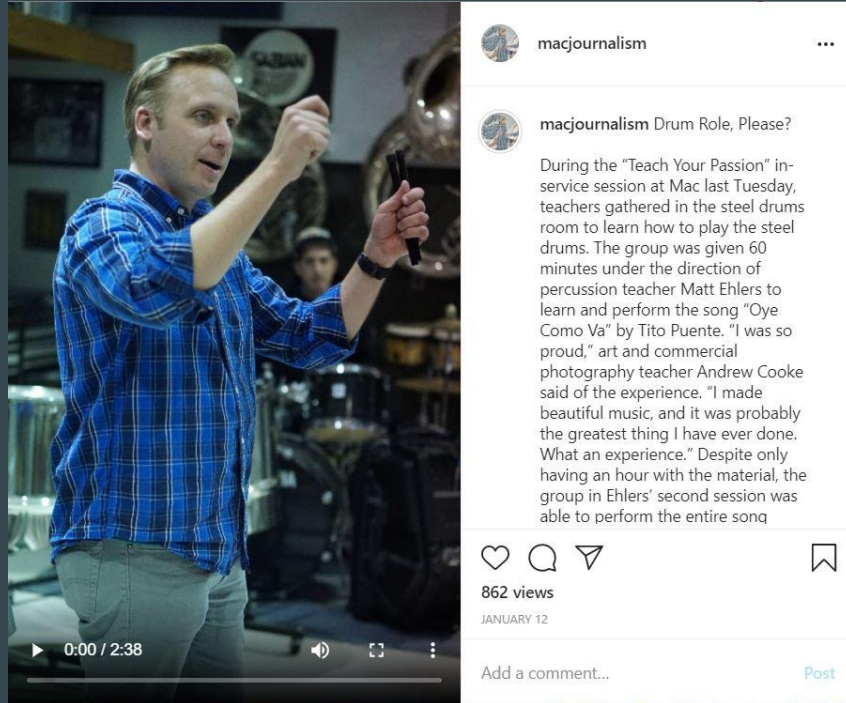 SABIAN
0:00 / 2:38
macjournalism
macjournalism Drum Role, Please?
During the “Teach Your Passion” in-
service session at Mac last Tuesday,
teachers gathered in the steel drums
room to learn how to play the steel
drums. The group was given 60
minutes under the direction of
percussion teacher Matt Ehlers to
learn and perform the song “Oye
Como Va” by Tito Puente. “I was so
proud,” art and commercial
photography teacher Andrew Cooke
said of the experience. “I made
beautiful music, and it was probably
the greatest thing I have ever done.
What an experience.” Despite only
having an hour with the material, the
group in Ehlers’ second session was
able to perform the entire song
862 views
JANUARY 12
Add a comment...
Post